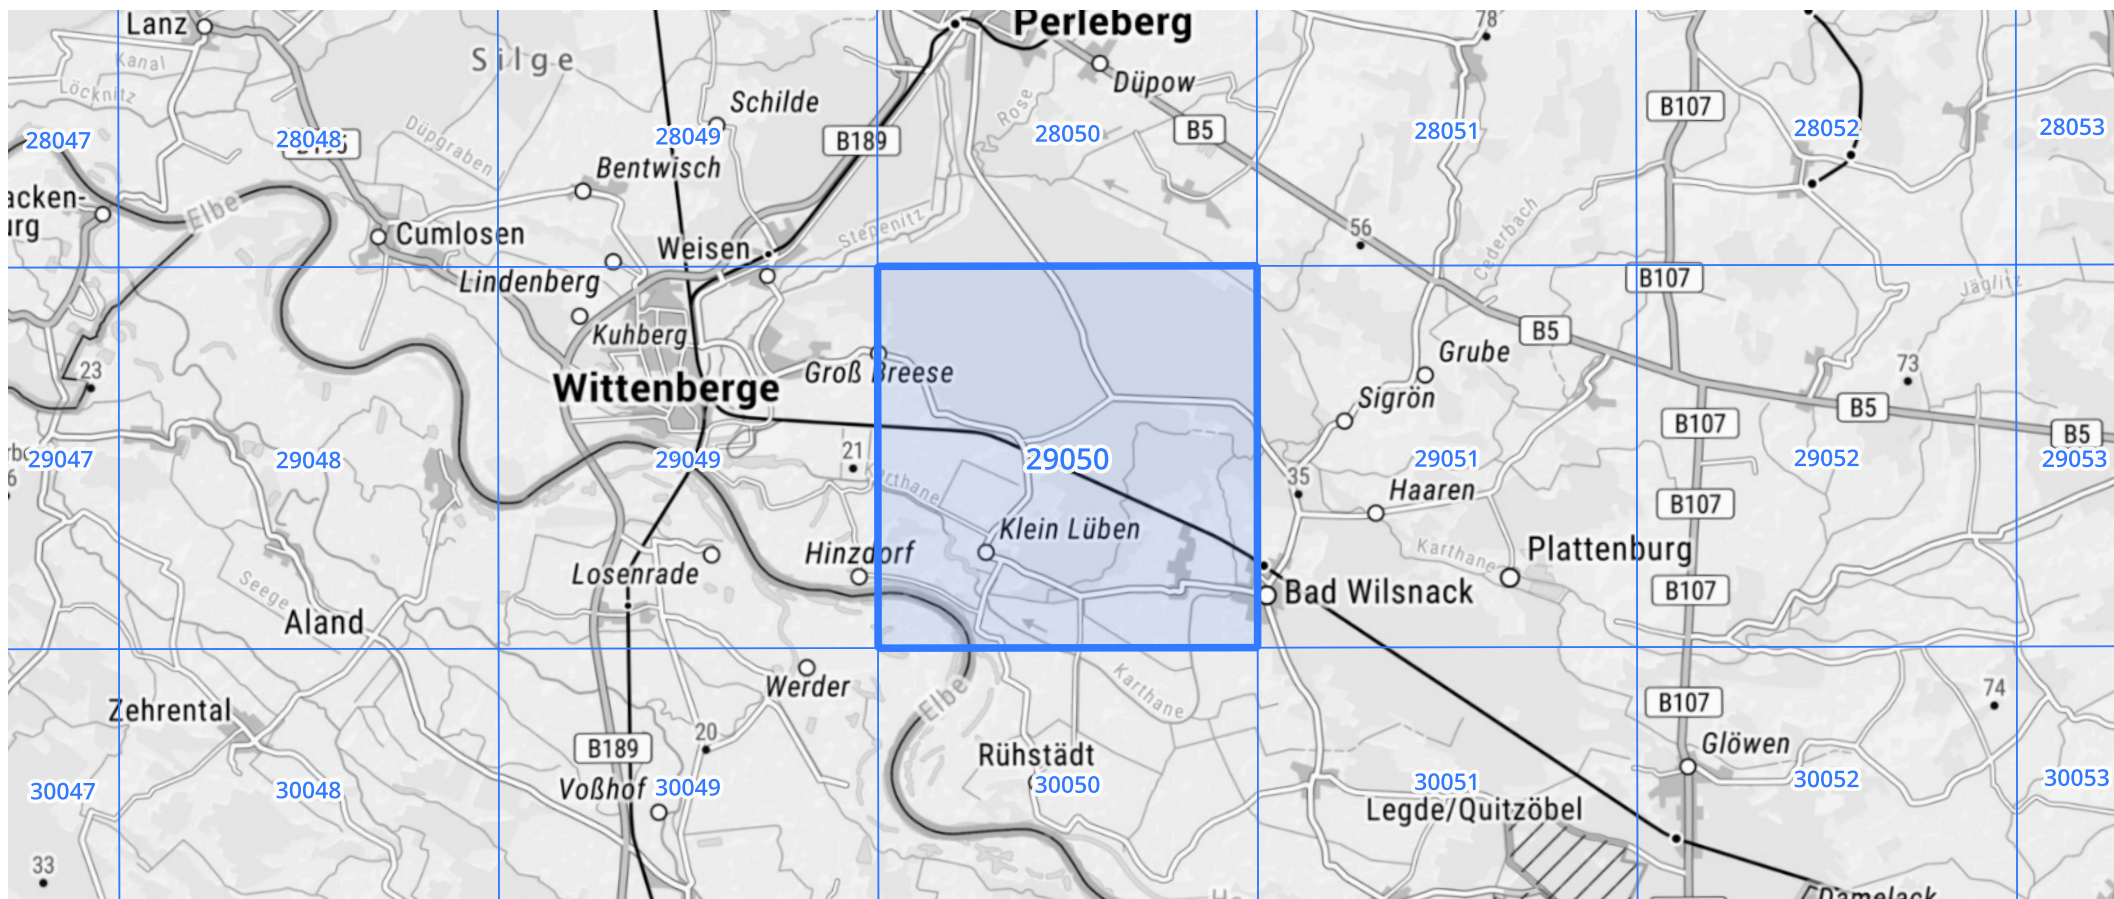 Lanz
Silge
Perleberg
78
Kanal
Löcknitz
Düpow
Schilde
Rose
B107
Düpgraben
B5
28047
28048
28049
B189
28050
28051
28052
28053
Bentwisch
acken-
urg
Elbe
Cumlosen
Weisen
Stepenitz
56
Cederbach
Lindenberg
B107
Jäglitz
Kuhberg
B5
Grube
23
Wittenberge
Groß Breese
Sigrön
73
B5
B107
B5
29047
29048
29049
21
29050
29051
29052
29053
35
Karthane
Haaren
B107
Klein Lüben
Hinzdorf
Karthane
Plattenburg
Losenrade
Seege
Bad Wilsnack
B107
Aland
Werder
Zehrental
Elbe
Karthane
74
B107
20
B189
Rühstädt
Glöwen
Voßhof
30047
30048
30049
30050
30051
30052
30053
Legde/Quitzöbel
33
Damelack